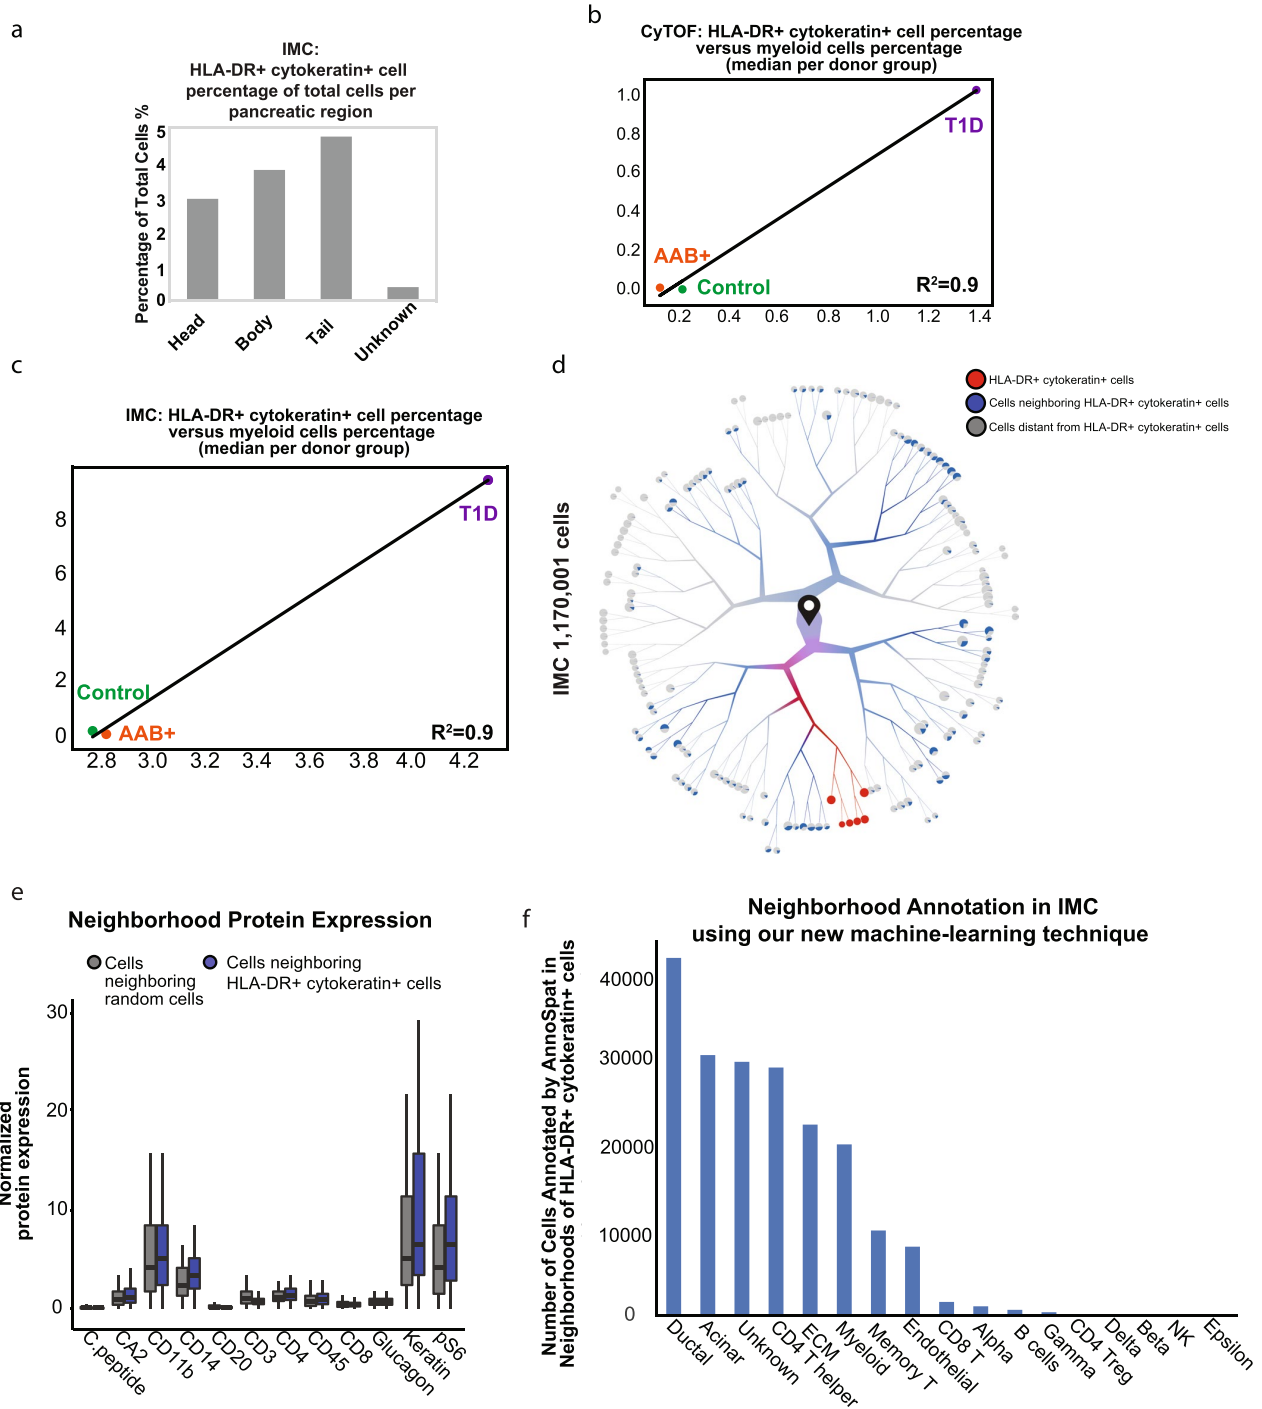 a
IMC:
HLA-DR+ cytokeratin+ cell
percentage of total cells per
pancreatic region
Percentage of Total Cells %
5
4
3
2
1
0
Head
Body
Tail
Unknown
b
CyTOF: HLA-DR+ cytokeratin+ cell percentage
versus myeloid cells percentage
(median per donor group)
1.0
0.8
0.6
0.4
0.2
0.0
T1D
AAB+
Control
R²=0.9
0.2 0.4 0.6 0.8 1.0 1.2 1.4
c
IMC: HLA-DR+ cytokeratin+ cell percentage
versus myeloid cells percentage
(median per donor group)
8
6
4
2
0
T1D
Control
AAB+
R²=0.9
2.8 3.0 3.2 3.4 3.6 3.8 4.0 4.2
d
HLA-DR+ cytokeratin+ cells
Cells neighboring HLA-DR+ cytokeratin+ cells
Cells distant from HLA-DR+ cytokeratin+ cells
IMC 1,170,001 cells
e
Neighborhood Protein Expression
Cells
neighboring
random cells
Cells neighboring
HLA-DR+ cytokeratin+ cells
Normalized
protein expression
30
20
10
0
C.peptide
CA2
CD11b
CD14
CD20
CD3
CD4
CD45
CD8
Glucagon
Keratin
pS6
f
Neighborhood Annotation in IMC
using our new machine-learning technique
Number of Cells Annotated by AnnoSpat in
Neighborhoods of HLA-DR+ cytokeratin+ cells
40000
30000
20000
10000
0
Ductal
Acinar
Unknown
CD4 T helper
ECM
Myeloid
Memory T
Endothelial
CD8 T
Alpha
B cells
Gamma
CD4 Treg
Delta
Beta
NK
Epsilon